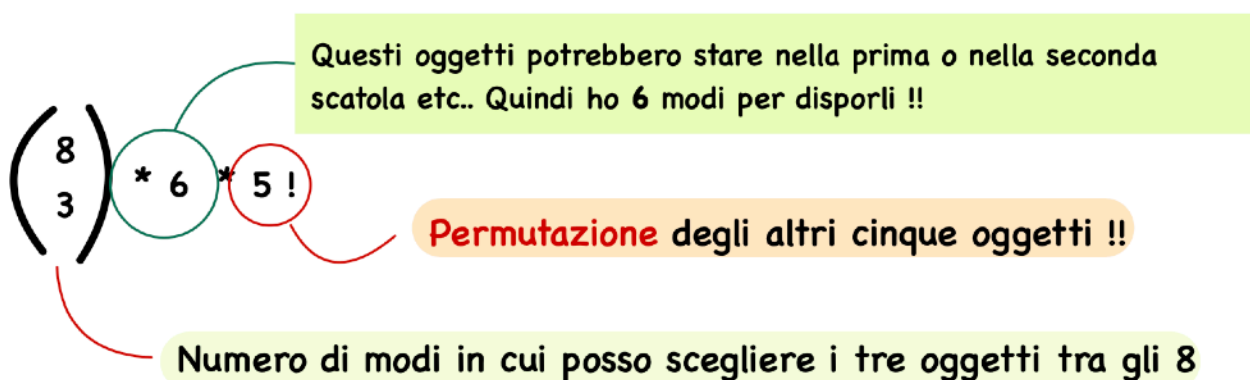 Questi oggetti potrebbero stare nella prima o nella seconda
scatola etc.. Quindi ho 6 modi per disporli !!
8
3
* 6 * 5 !
Permutazione degli altri cinque oggetti !!
Numero di modi in cui posso scegliere i tre oggetti tra gli 8